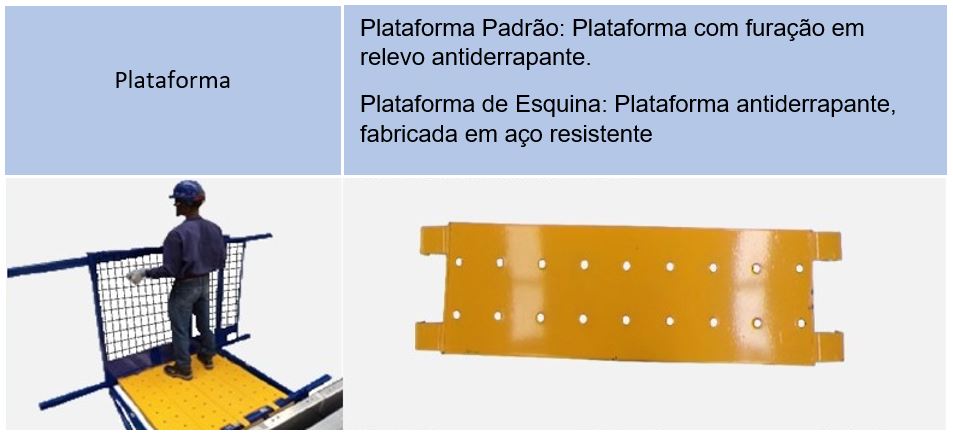 Plataforma
Plataforma Padrão: Plataforma com furação em
relevo antiderrapante.
Plataforma de Esquina: Plataforma antiderrapante,
fabricada em aço resistente